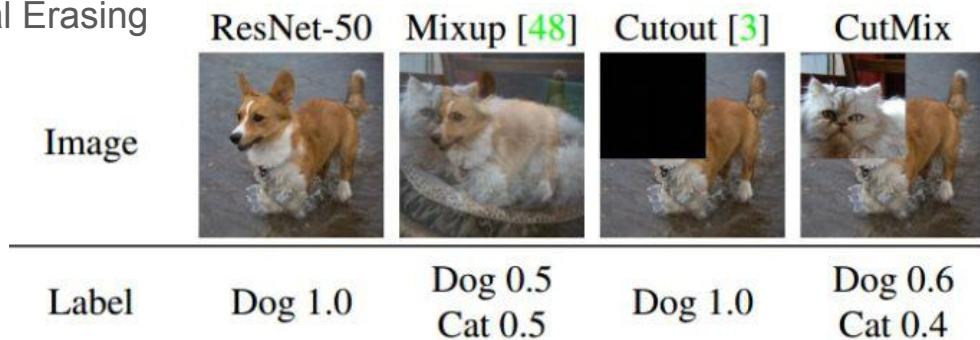 al Erasing
ResNet-50 Mixup [48] Cutout [3] CutMix
Image
Label Dog 1.0 Dog 0.5 Cat 0.5 Dog 1.0 Dog 0.6 Cat 0.4